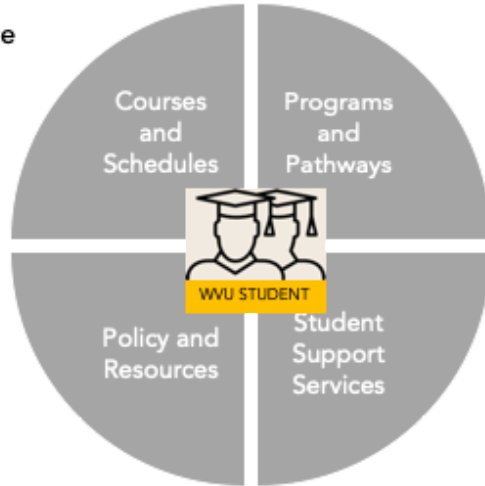 e
Courses
and
Schedules
Programs
and
Pathways
WVU STUDENT
Policy and
Resources
Student
Support
Services